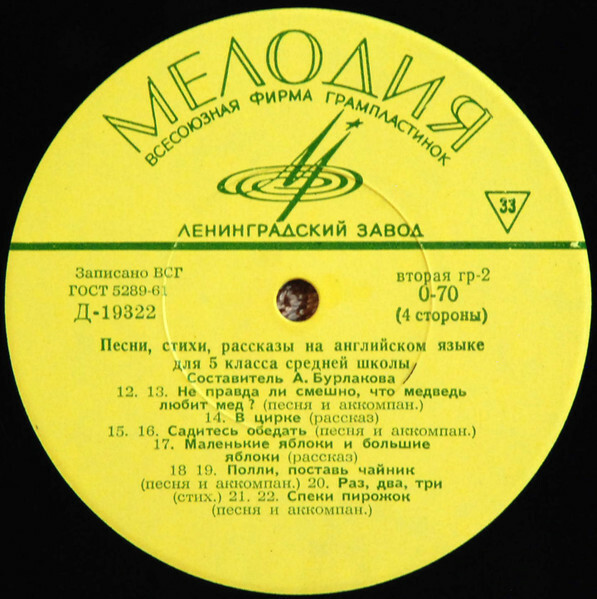 МЕЛОДИЯ
ВСЕСОЮЗНАЯ ФИРМА ГРАМПЛАСТИНОК
33
ЛЕНИНГРАДСКИЙ ЗАВОД
Записано ВСГ
ГОСТ 5289-61
Д-19322
вторая гр-2
0-70
(4 стороны)
Песни, стихи, рассказы на английском языке
для 5 класса средней школы
Составитель А. Бурлакова
12. 13. Не правда ли смешно, что медведь
любит мед? (песня и аккомпан.)
14. В цирке (рассказ)
15. 16. Садитесь обедать (песня и аккомпан.)
17. Маленькие яблоки и большие
яблоки (рассказ)
18 19. Полли, поставь чайник
(песня и аккомпан.) 20. Раз, два, три
(стих.) 21. 22. Спеки пирожок
(песня и аккомпан.)